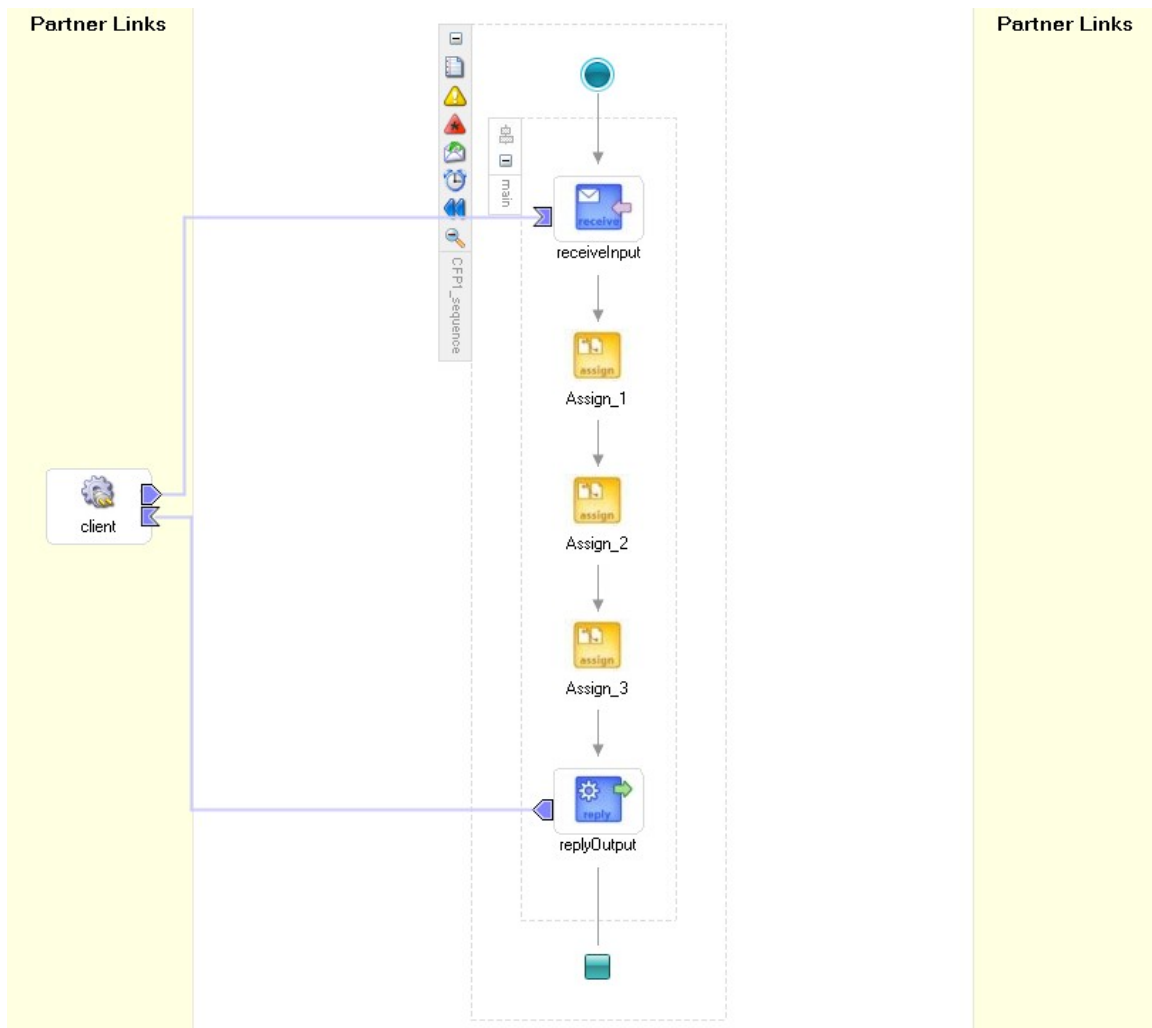 Partner Links
Partner Links
main
receive
receiveInput
CFP1_sequence
assign
Assign_1
assign
Assign_2
client
assign
Assign_3
reply
replyOutput